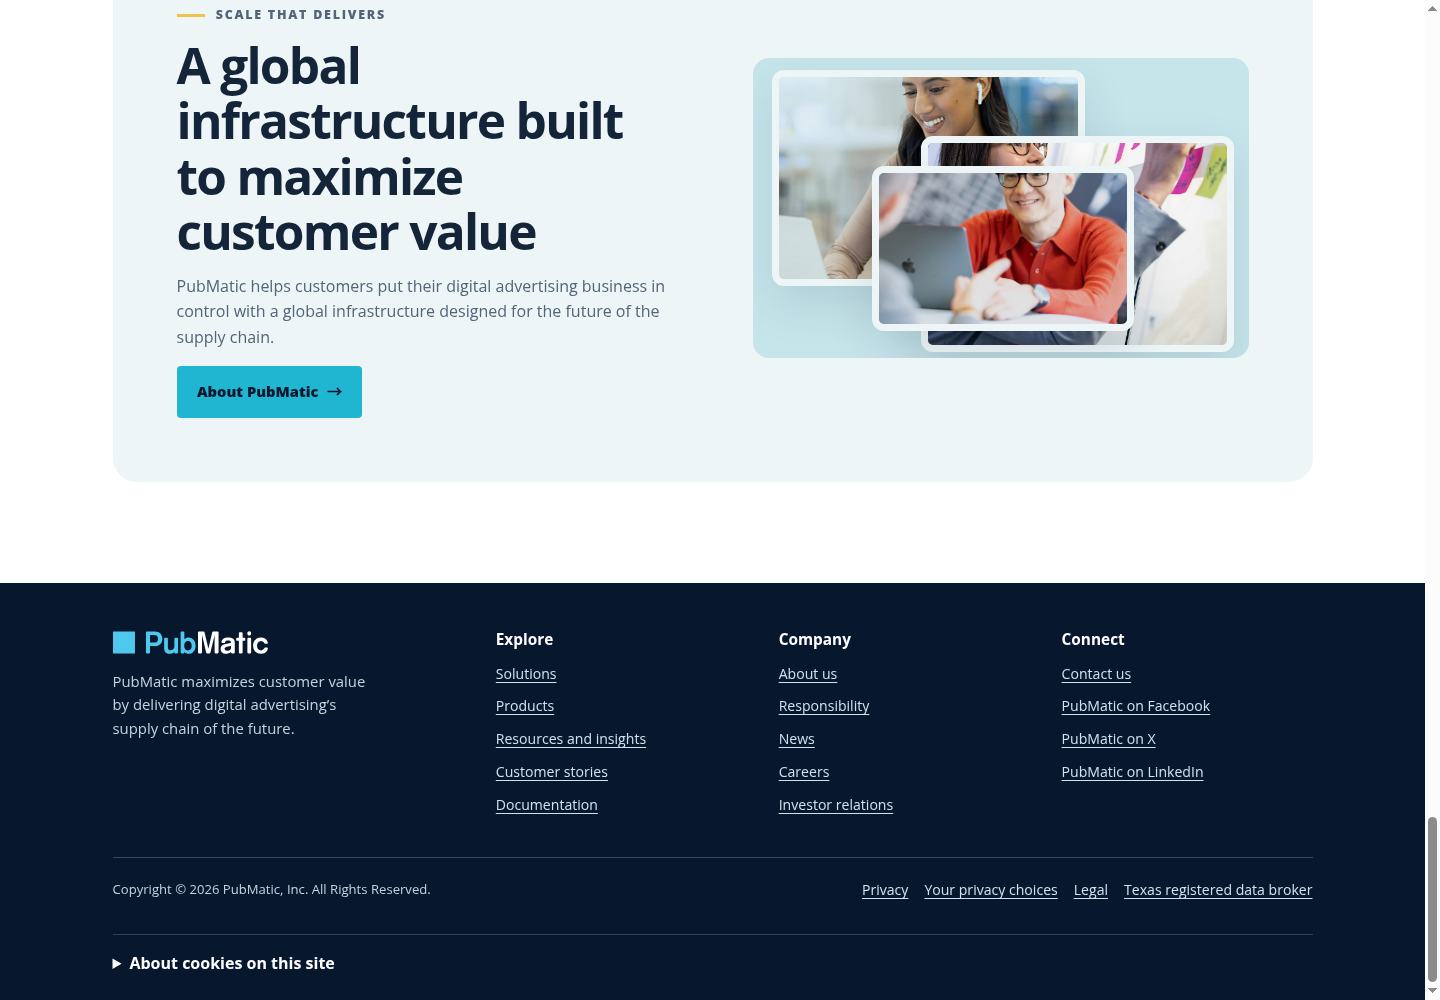 SCALE THAT DELIVERS
A global
infrastructure built
to maximize
customer value
PubMatic helps customers put their digital advertising business in
control with a global infrastructure designed for the future of the
supply chain.
About PubMatic →
PubMatic
PubMatic maximizes customer value
by delivering digital advertising's
supply chain of the future.
Explore
Solutions
Products
Resources and insights
Customer stories
Documentation
Company
About us
Responsibility
News
Careers
Investor relations
Connect
Contact us
PubMatic on Facebook
PubMatic on X
PubMatic on LinkedIn
Copyright © 2026 PubMatic, Inc. All Rights Reserved.
Privacy Your privacy choices Legal Texas registered data broker
About cookies on this site